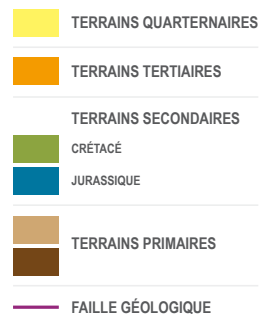 TERRAINS QUARTERNAIRES
TERRAINS TERTIAIRES
TERRAINS SECONDAIRES
CRÉTACÉ
JURASSIQUE
TERRAINS PRIMAIRES
FAILLE GÉOLOGIQUE